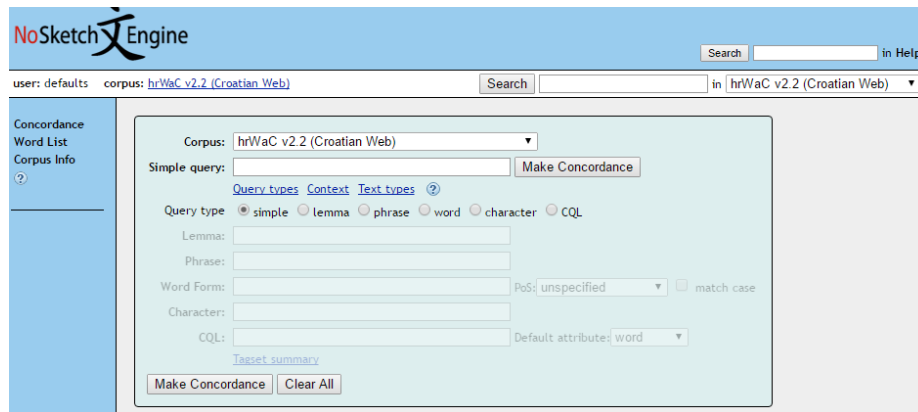 NoSketch Engine
Search in Help
user: defaults corpus: hrWaC v2.2 (Croatian Web) Search in hrWaC v2.2 (Croatian Web)
Concordance
Word List
Corpus Info
?
Corpus: hrWaC v2.2 (Croatian Web)
Simple query: Make Concordance
Query types Context Text types ?
Query type simple lemma phrase word character CQL
Lemma:
Phrase:
Word Form: PoS: unspecified match case
Character:
CQL: Default attribute: word
Tagset summary
Make Concordance Clear All